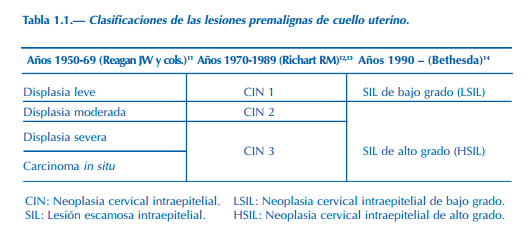 Tabla 1.1.— Clasificaciones de las lesiones premalignas de cuello uterino.
Años 1950-69 (Reagan JW y cols.)¹¹ Años 1970-1989 (Richart RM)¹²,¹³ Años 1990 – (Bethesda)¹⁴
Displasia leve CIN 1 SIL de bajo grado (LSIL)
Displasia moderada CIN 2
Displasia severa
CIN 3 SIL de alto grado (HSIL)
Carcinoma in situ
CIN: Neoplasia cervical intraepitelial. LSIL: Neoplasia cervical intraepitelial de bajo grado.
SIL: Lesión escamosa intraepitelial. HSIL: Neoplasia cervical intraepitelial de alto grado.